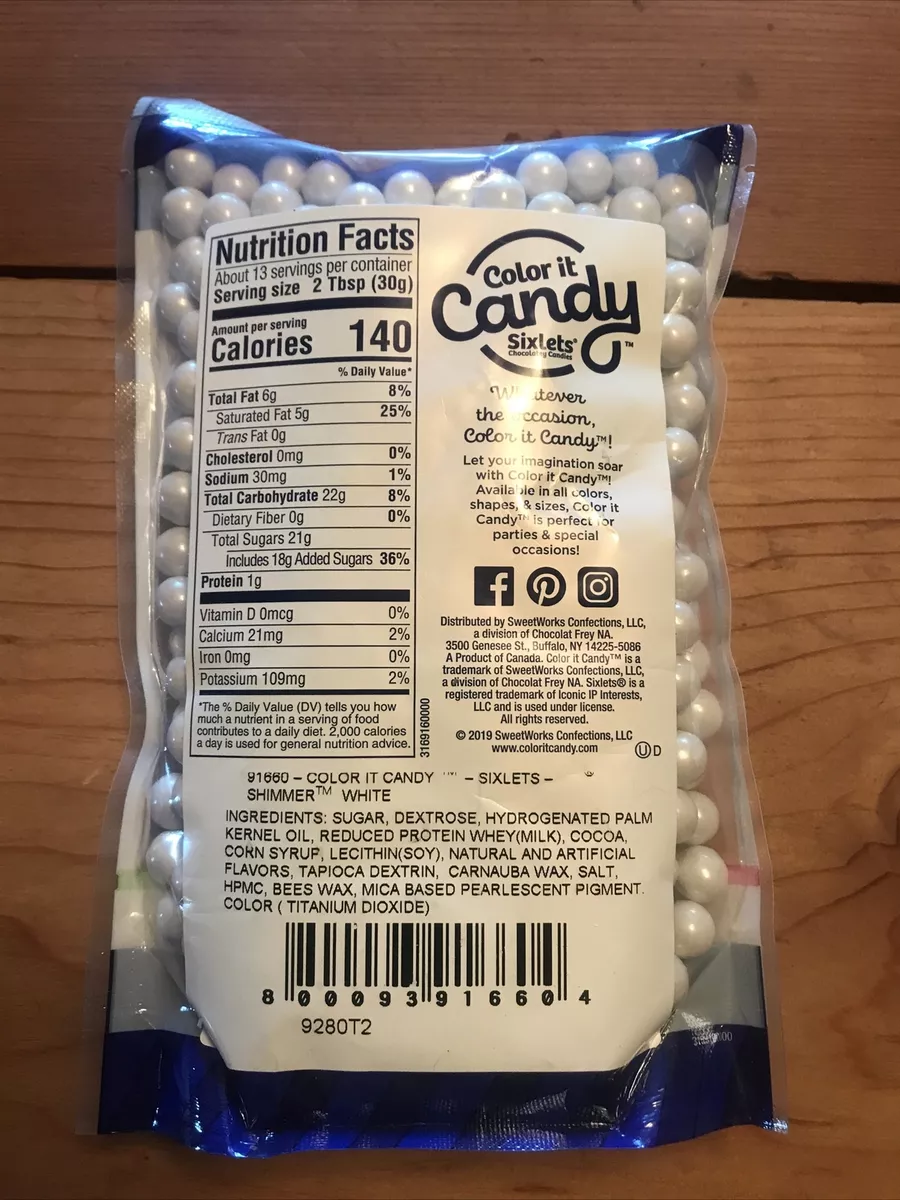 Nutrition Facts
About 13 servings per container
Serving size 2 Tbsp (30g)
Amount per serving
Calories 140
% Daily Value*
Total Fat 6g 8%
Saturated Fat 5g 25%
Trans Fat 0g
Cholesterol 0mg 0%
Sodium 30mg 1%
Total Carbohydrate 22g 8%
Dietary Fiber 0g 0%
Total Sugars 21g
Includes 18g Added Sugars 36%
Protein 1g
Vitamin D 0mcg 0%
Calcium 21mg 2%
Iron 0mg 0%
Potassium 109mg 2%
*The % Daily Value (DV) tells you how
much a nutrient in a serving of food
contributes to a daily diet. 2,000 calories
a day is used for general nutrition advice.
3169160000
Color it
Candy™
Sixlets®
Chocolatey Candies
Whatever
the occasion,
Color it Candy™!
Let your imagination soar
with Color it Candy™!
Available in all colors,
shapes, & sizes, Color it
Candy™ is perfect for
parties & special
occasions!
Distributed by SweetWorks Confections, LLC,
a division of Chocolat Frey NA.
3500 Genesee St., Buffalo, NY 14225-5086
A Product of Canada. Color it Candy™ is a
trademark of SweetWorks Confections, LLC,
a division of Chocolat Frey NA. Sixlets® is a
registered trademark of Iconic IP Interests,
LLC and is used under license.
All rights reserved.
© 2019 SweetWorks Confections, LLC
www.coloritcandy.com
Ⓤ D
91660 – COLOR IT CANDY ™ – SIXLETS –
SHIMMER™ WHITE
INGREDIENTS: SUGAR, DEXTROSE, HYDROGENATED PALM
KERNEL OIL, REDUCED PROTEIN WHEY(MILK), COCOA,
CORN SYRUP, LECITHIN(SOY), NATURAL AND ARTIFICIAL
FLAVORS, TAPIOCA DEXTRIN, CARNAUBA WAX, SALT,
HPMC, BEES WAX, MICA BASED PEARLESCENT PIGMENT.
COLOR ( TITANIUM DIOXIDE)
8 00093 91660 4
9280T2